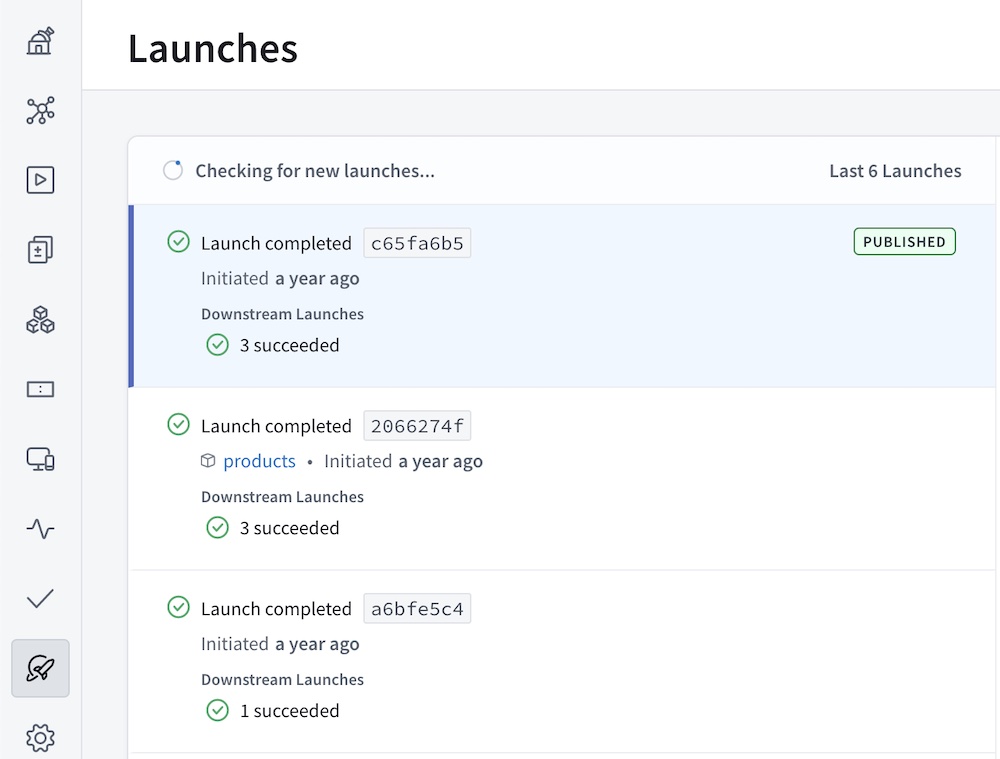 Launches
Checking for new launches... Last 6 Launches
Launch completed c65fa6b5 PUBLISHED
Initiated a year ago
Downstream Launches
3 succeeded
Launch completed 2066274f
products • Initiated a year ago
Downstream Launches
3 succeeded
Launch completed a6bfe5c4
Initiated a year ago
Downstream Launches
1 succeeded